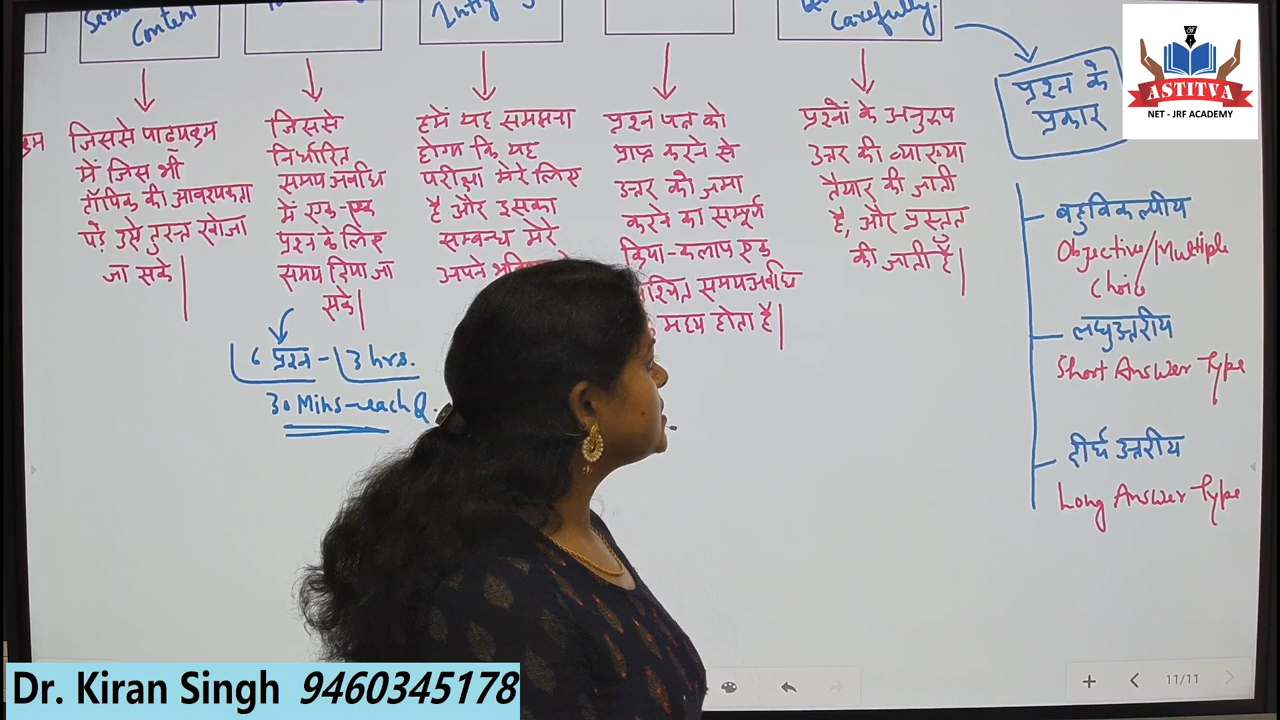 Content
Carefully.
जिससे पाठ्यक्रम
में जिस भी
टॉपिक की आवश्यकता
पड़े उसे तुरन्त खोजा
जा सके|
जिससे
निर्धारित
समय अवधि
में एक-एक
प्रश्न के लिए
समय दिया जा
सके|
6 प्रश्न - 3 hrs.
30 Mins - each Q.
हमें यह समझना
होगा कि यह
परीक्षा मेरे लिए
है और इसका
सम्बन्ध मेरे
अपने
प्रश्न पत्र को
प्राप्त करने से
उत्तर को जमा
करने का सम्पूर्ण
क्रिया-कलाप एक
समयअवधि
मध्य होता है|
प्रश्नों के अनुरूप
उत्तर की व्याख्या
तैयार की जाती
है, और प्रस्तुत
की जाती है|
प्रश्न के
प्रकार
बहुविकल्पीय
Objective/Multiple
Choic
लघुउत्तरीय
Short Answer Type
दीर्घ उत्तरीय
Long Answer Type
ASTITVA
NET - JRF ACADEMY
11/11
Dr. Kiran Singh 9460345178